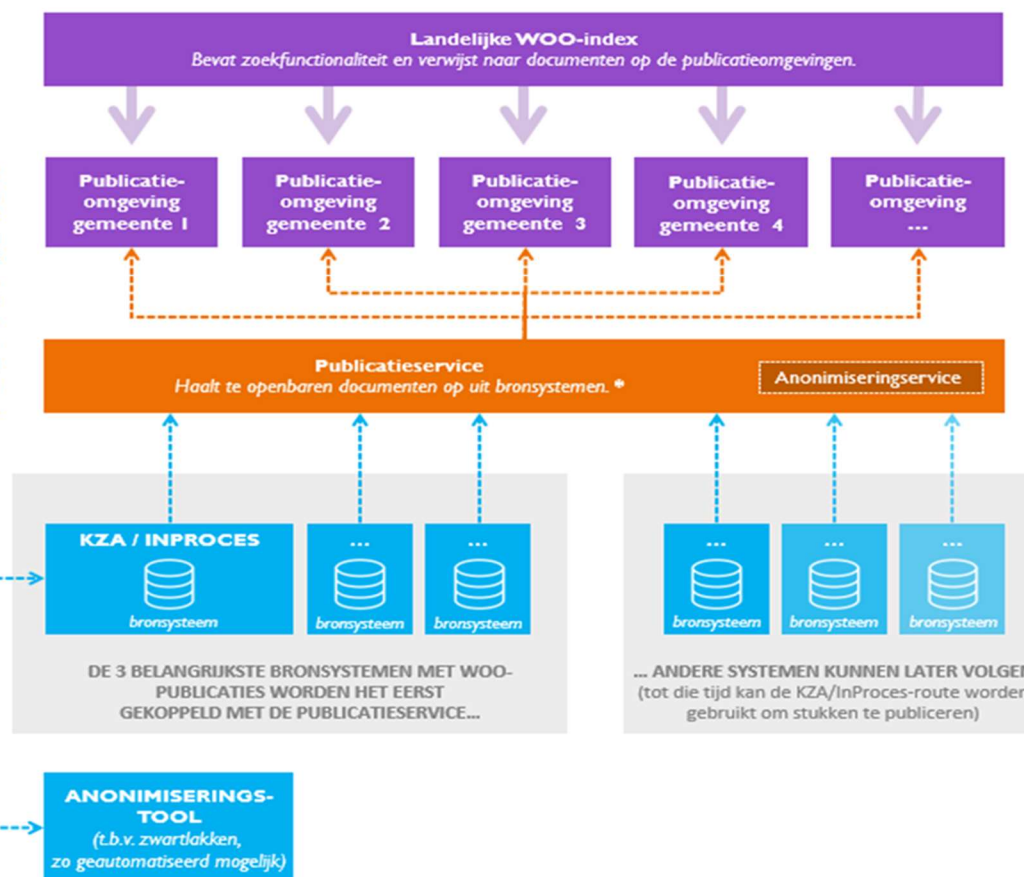 Landelijke WOO-index
Bevat zoekfunctionaliteit en verwijst naar documenten op de publicatieomgevingen.
Publicatie-
omgeving
gemeente 1
Publicatie-
omgeving
gemeente 2
Publicatie-
omgeving
gemeente 3
Publicatie-
omgeving
gemeente 4
Publicatie-
omgeving
...
Publicatieservice
Haalt te openbaren documenten op uit bronsystemen. *
Anonimiseringservice
KZA / INPROCES
bronsysteem
...
bronsysteem
...
bronsysteem
...
bronsysteem
...
bronsysteem
...
bronsysteem
DE 3 BELANGRIJKSTE BRONSYSTEMEN MET WOO-
PUBLICATIES WORDEN HET EERST
GEKOPPELD MET DE PUBLICATIESERVICE...
... ANDERE SYSTEMEN KUNNEN LATER VOLGEN
(tot die tijd kan de KZA/InProces-route worden
gebruikt om stukken te publiceren)
ANONIMISERINGS-
TOOL
(t.b.v. zwartlakken,
zo geautomatiseerd mogelijk)